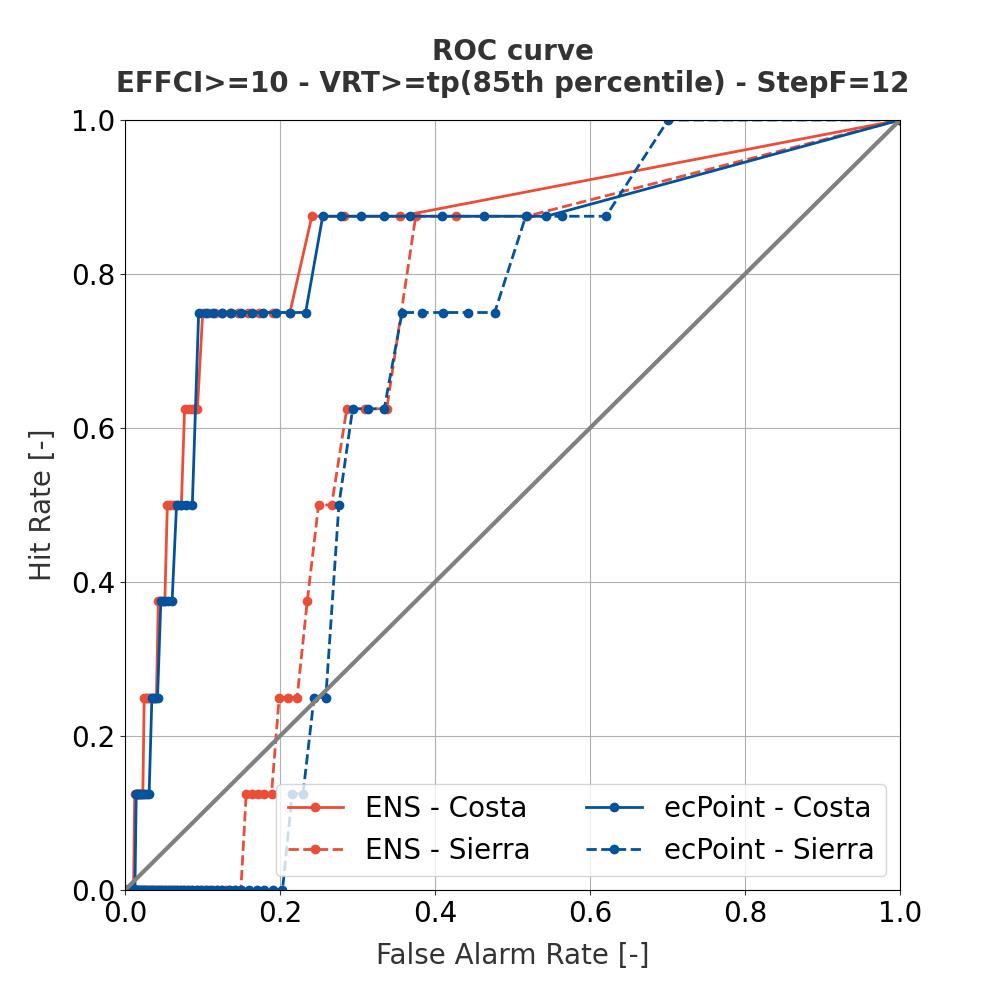 ROC curve
EFFCI>=10 - VRT>=tp(85th percentile) - StepF=12
1.0
0.8
0.6
0.4
0.2
0.0
Hit Rate [-]
ENS - Costa
ENS - Sierra
ecPoint - Costa
ecPoint - Sierra
0.0 0.2 0.4 0.6 0.8 1.0
False Alarm Rate [-]